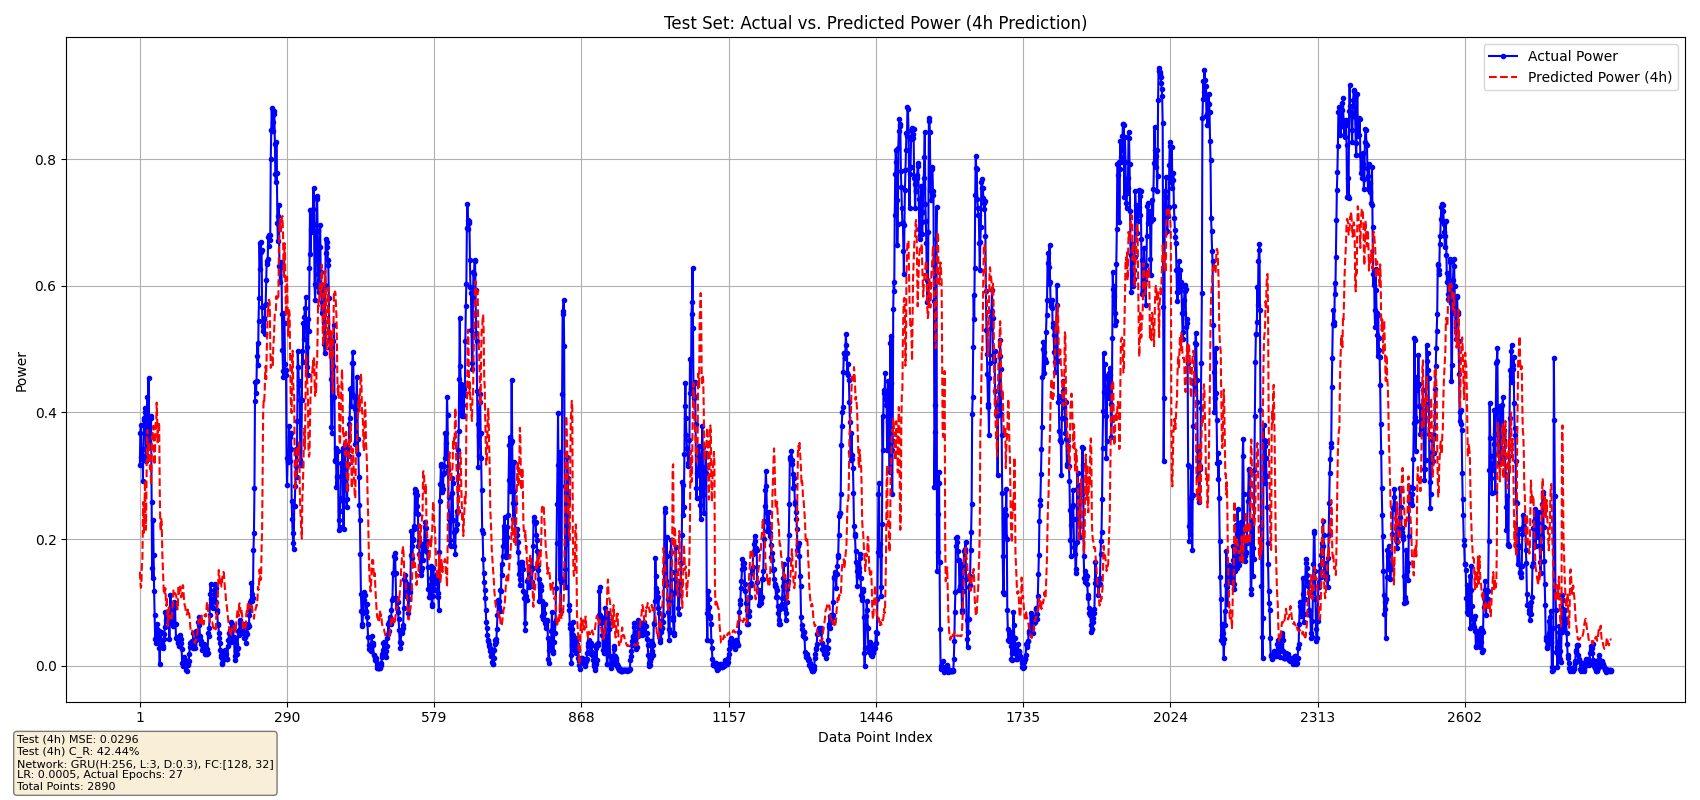 Test Set: Actual vs. Predicted Power (4h Prediction)
Actual Power
Predicted Power (4h)
Power
0.8
0.6
0.4
0.2
0.0
1 290 579 868 1157 1446 1735 2024 2313 2602
Data Point Index
Test (4h) MSE: 0.0296
Test (4h) C_R: 42.44%
Network: GRU(H:256, L:3, D:0.3), FC:[128, 32]
LR: 0.0005, Actual Epochs: 27
Total Points: 2890